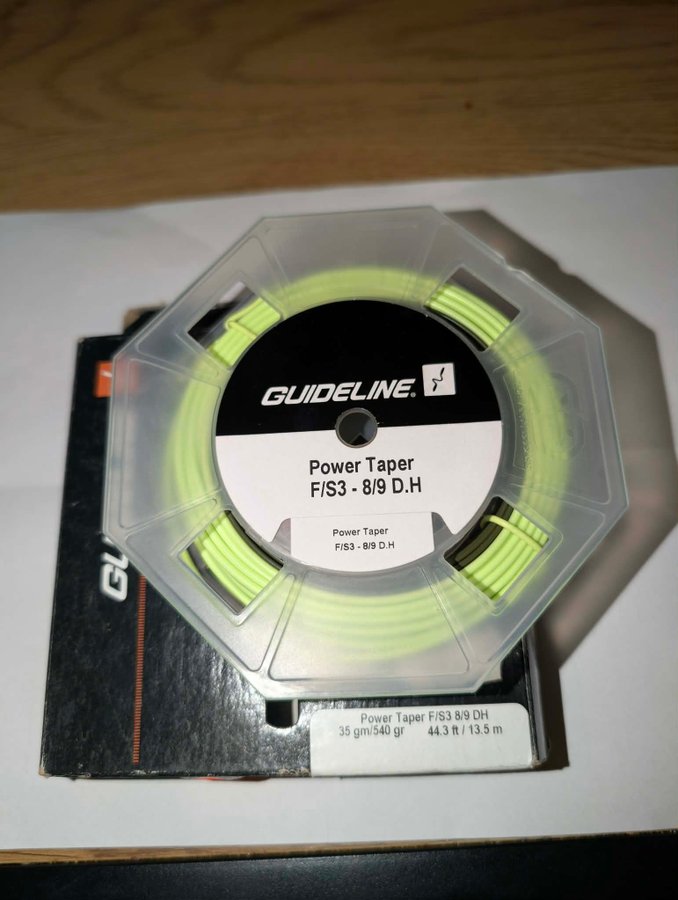 GUIDELINE®
Power Taper
F/S3 - 8/9 D.H
Power Taper
F/S3 - 8/9 D.H
GU
Power Taper F/S3 8/9 DH
35 gm/540 gr 44.3 ft / 13.5 m